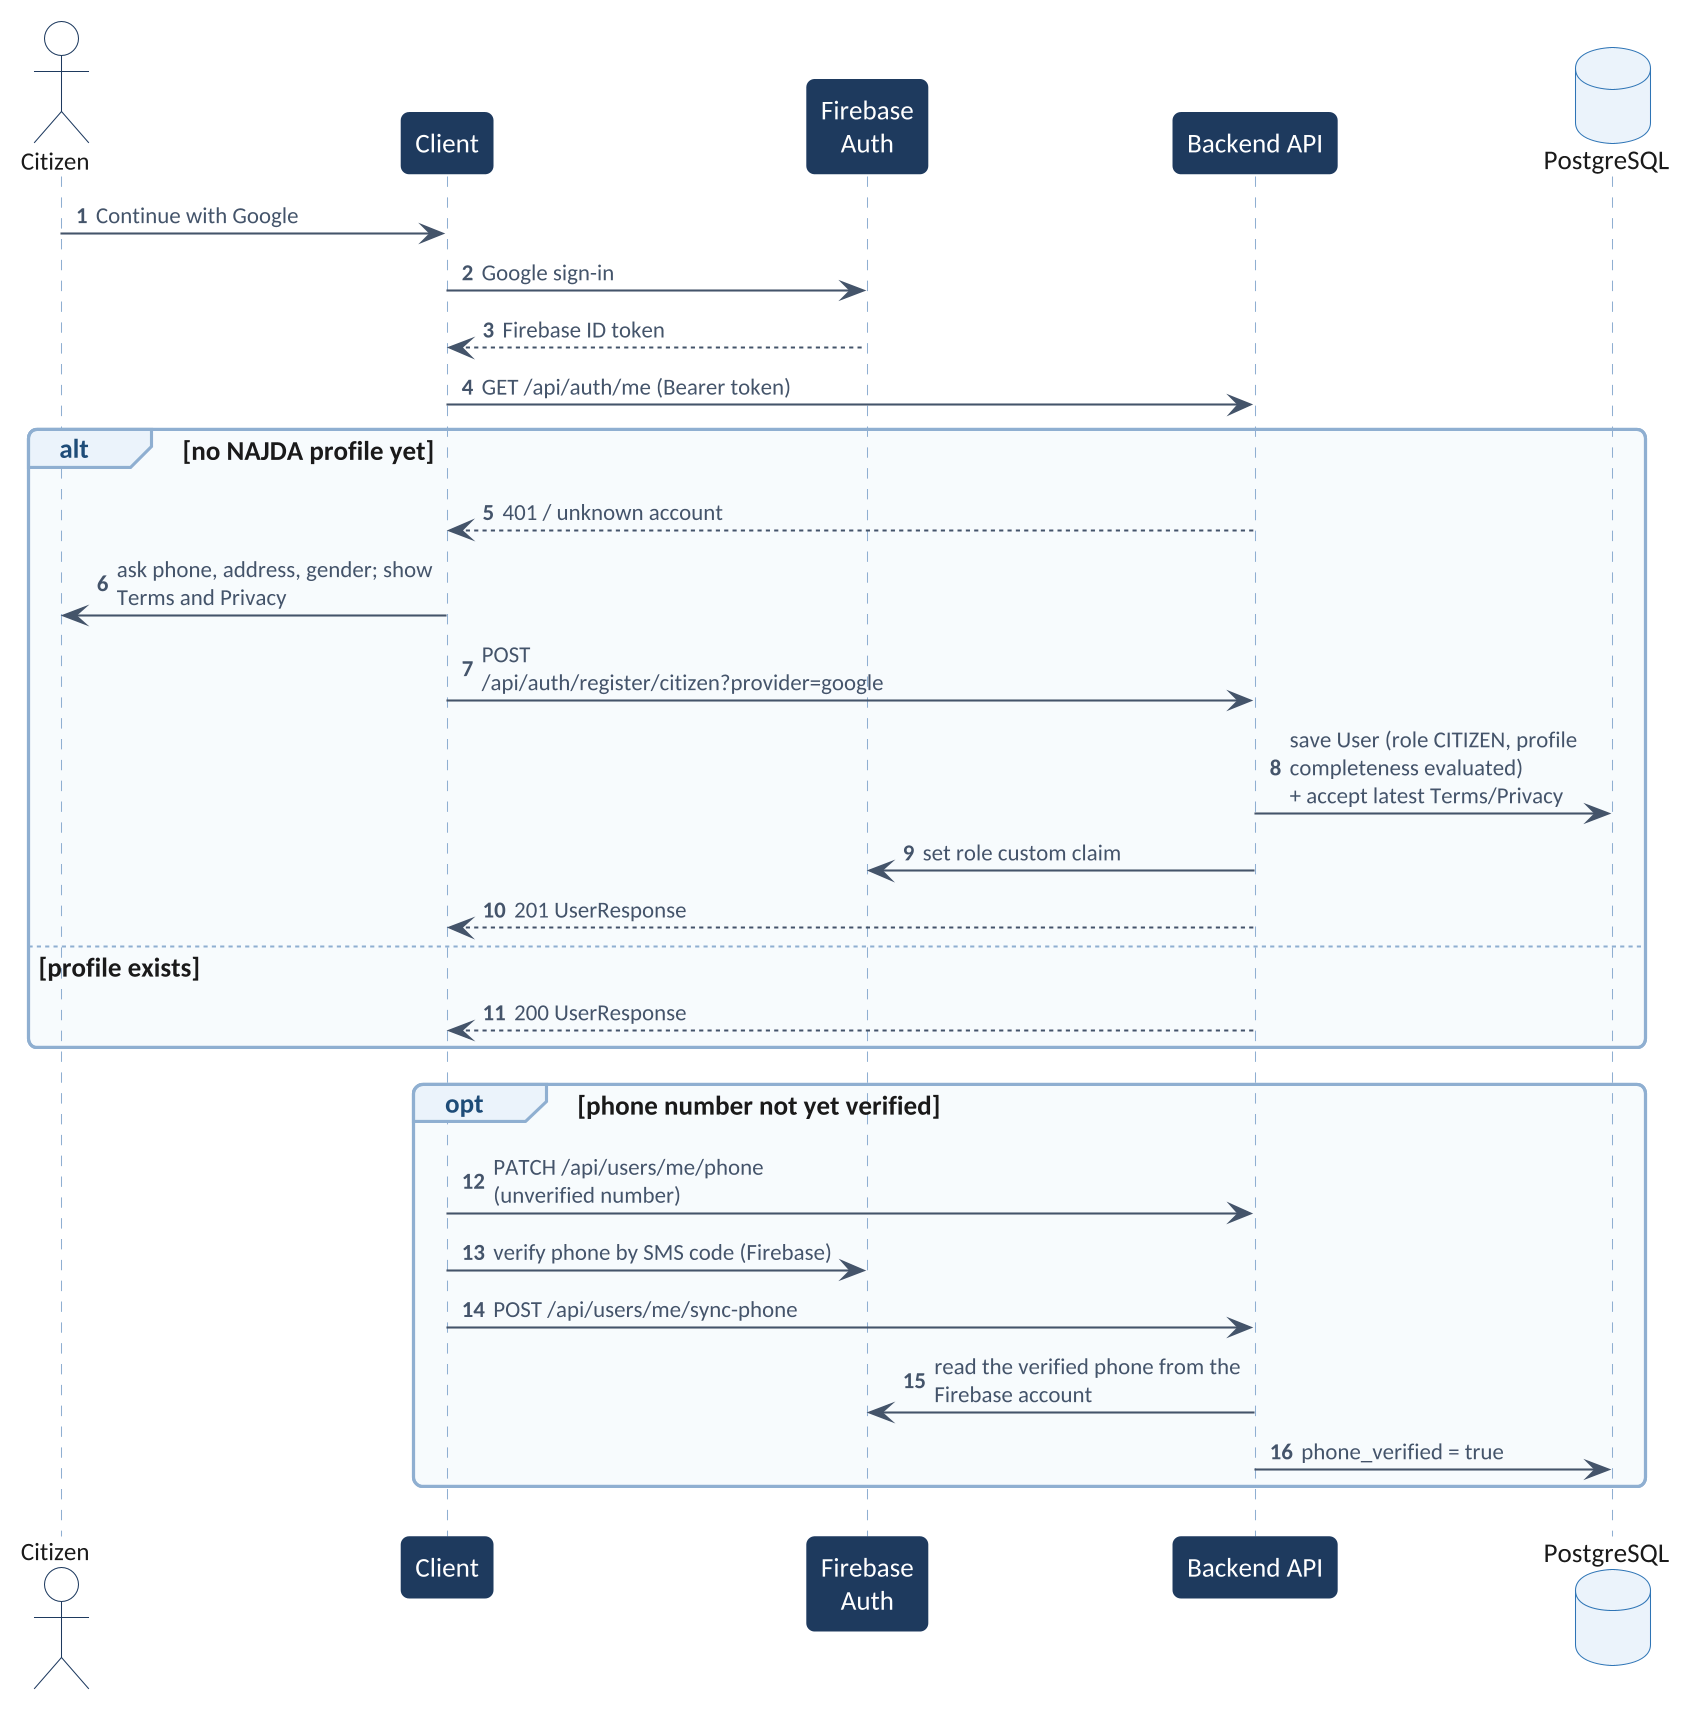 Citizen
Client
Firebase
Auth
Backend API
PostgreSQL
1 Continue with Google
2 Google sign-in
3 Firebase ID token
4 GET /api/auth/me (Bearer token)
alt [no NAJDA profile yet]
5 401 / unknown account
6 ask phone, address, gender; show
Terms and Privacy
7 POST
/api/auth/register/citizen?provider=google
8 save User (role CITIZEN, profile
completeness evaluated)
+ accept latest Terms/Privacy
9 set role custom claim
10 201 UserResponse
[profile exists]
11 200 UserResponse
opt [phone number not yet verified]
12 PATCH /api/users/me/phone
(unverified number)
13 verify phone by SMS code (Firebase)
14 POST /api/users/me/sync-phone
15 read the verified phone from the
Firebase account
16 phone_verified = true
Citizen
Client
Firebase
Auth
Backend API
PostgreSQL